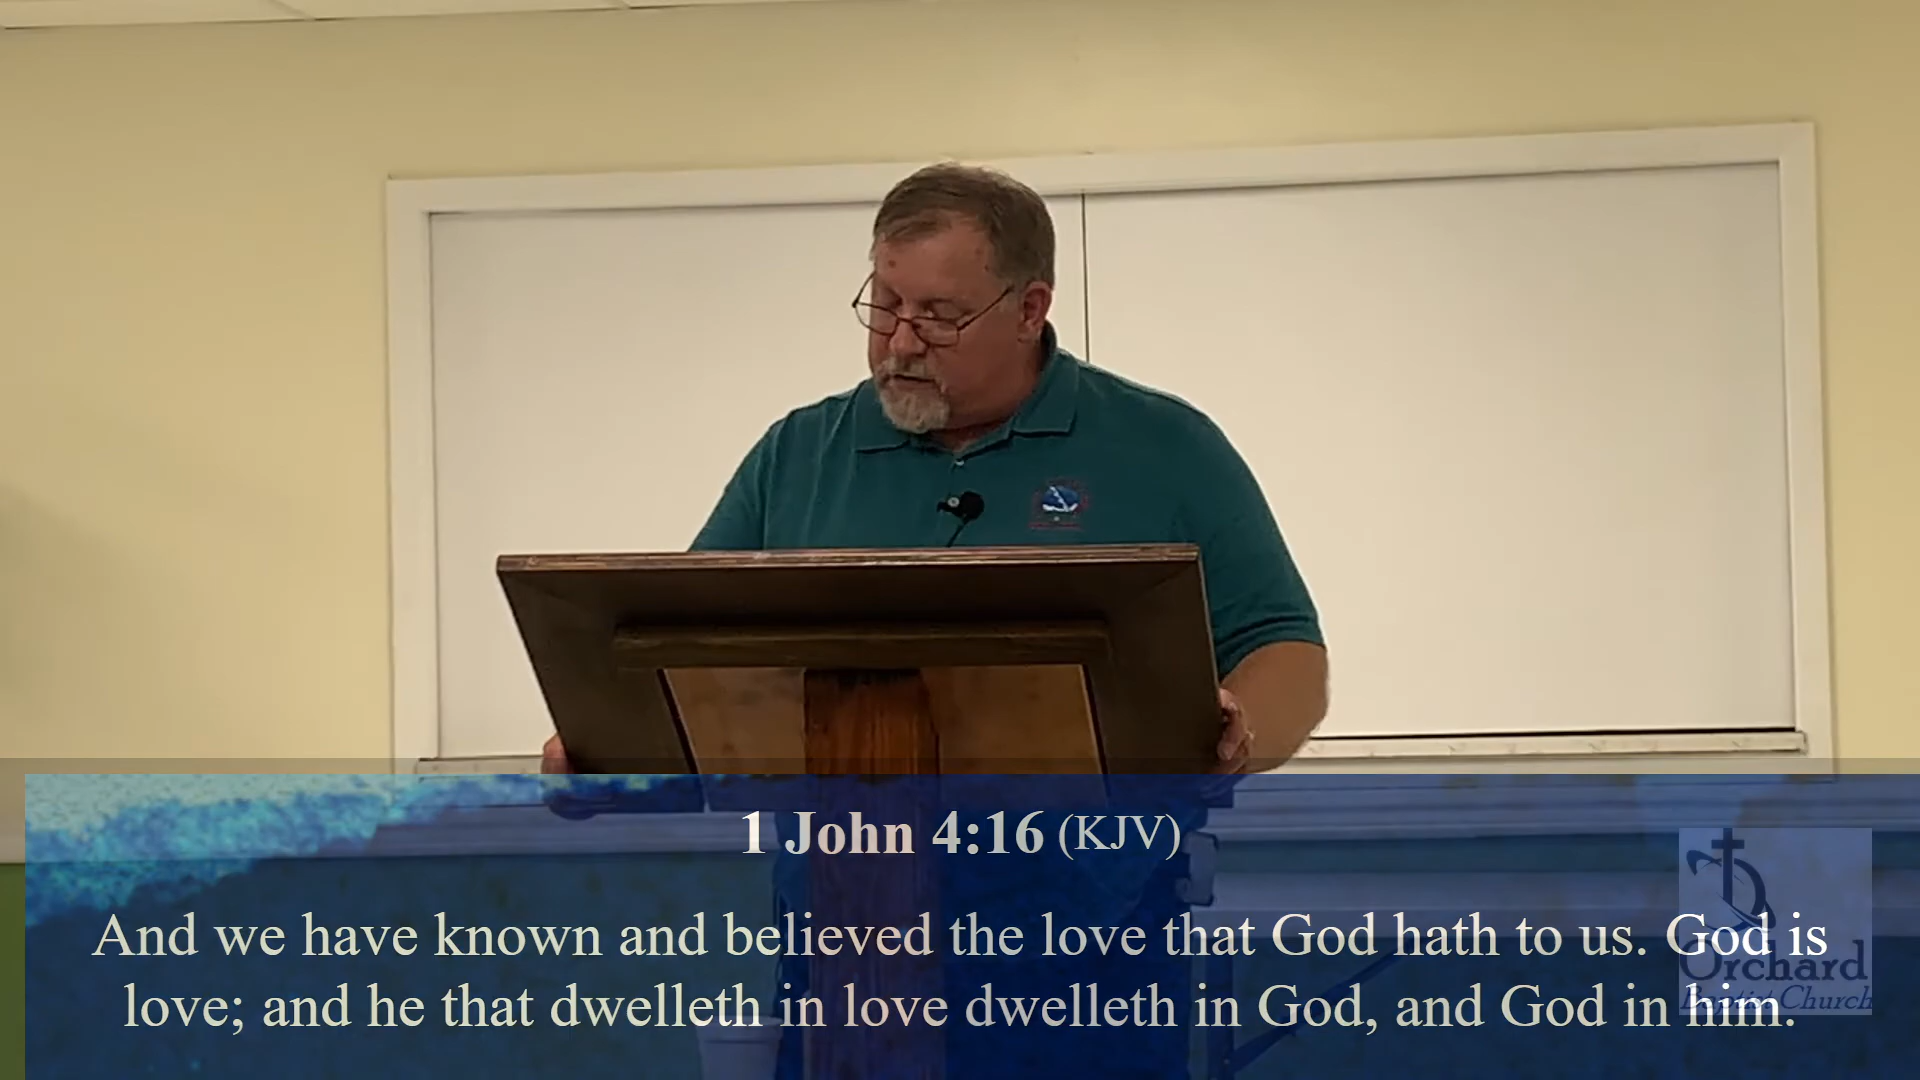 1 John 4:16 (KJV)
And we have known and believed the love that God hath to us. God is
love; and he that dwelleth in love dwelleth in God, and God in him.
Orchard
Baptist Church